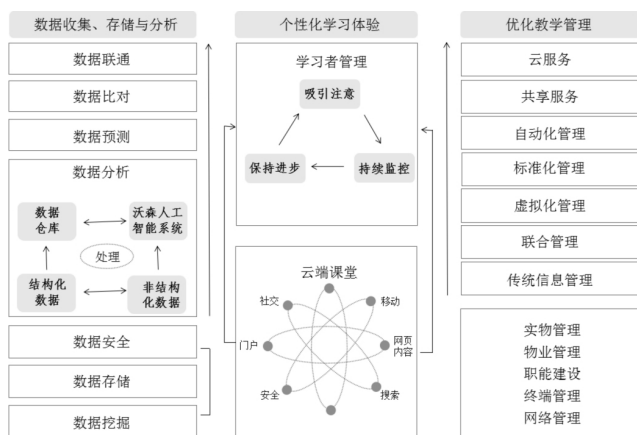 数据收集、存储与分析
数据联通
数据比对
数据预测
数据分析
数据
仓库
沃森人工
智能系统
处理
结构化
数据
非结构
化数据
数据安全
数据存储
数据挖掘
个性化学习体验
学习者管理
吸引注意
保持进步
持续监控
云端课堂
社交
移动
门户
网页
内容
安全
搜索
优化教学管理
云服务
共享服务
自动化管理
标准化管理
虚拟化管理
联合管理
传统信息管理
实物管理
物业管理
职能建设
终端管理
网络管理